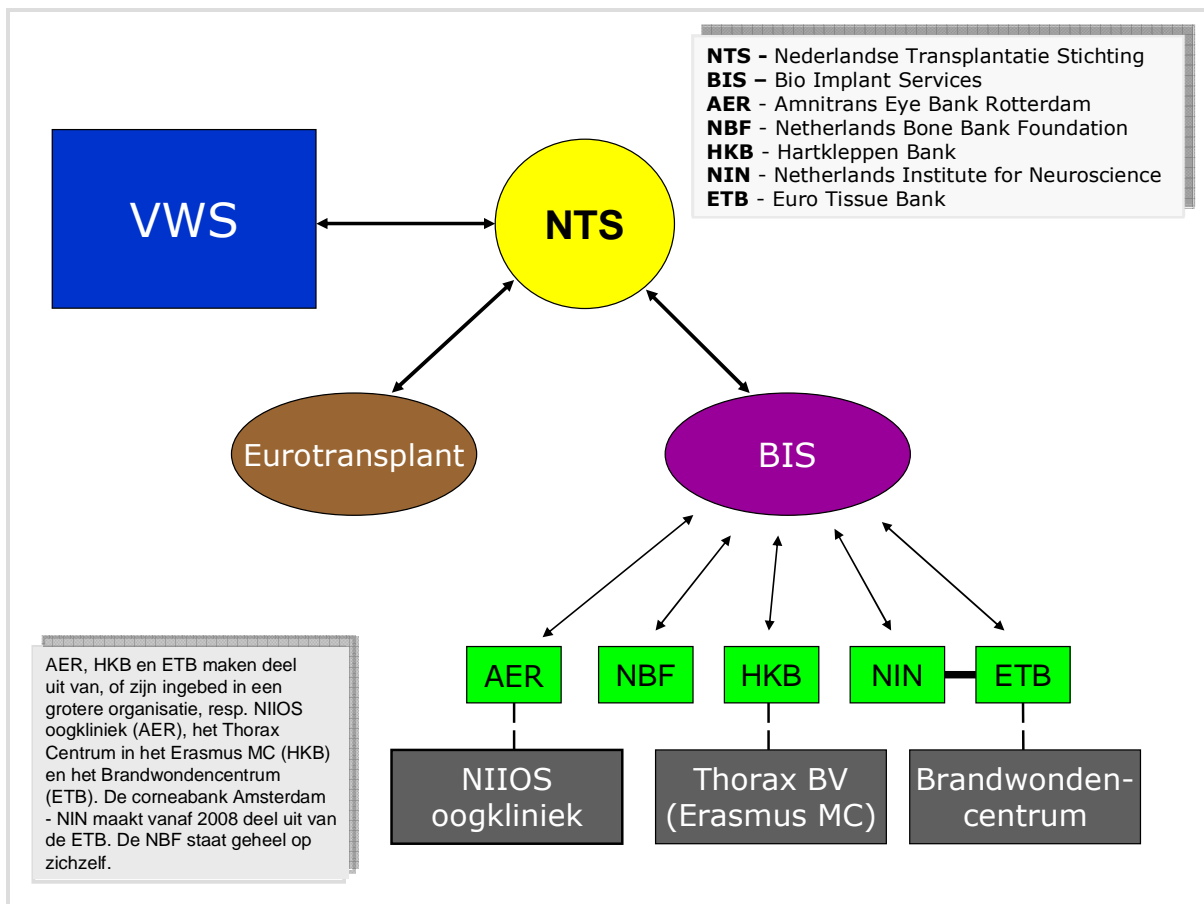 NTS - Nederlandse Transplantatie Stichting
BIS – Bio Implant Services
AER - Amnitrans Eye Bank Rotterdam
NBF - Netherlands Bone Bank Foundation
HKB - Hartkleppen Bank
NIN - Netherlands Institute for Neuroscience
ETB - Euro Tissue Bank
VWS
NTS
Eurotransplant
BIS
AER
NBF
HKB
NIN
ETB
NIIOS
oogkliniek
Thorax BV
(Erasmus MC)
Brandwonden-
centrum
AER, HKB en ETB maken deel
uit van, of zijn ingebed in een
grotere organisatie, resp. NIIOS
oogkliniek (AER), het Thorax
Centrum in het Erasmus MC (HKB)
en het Brandwondencentrum
(ETB). De corneabank Amsterdam
- NIN maakt vanaf 2008 deel uit van
de ETB. De NBF staat geheel op
zichzelf.